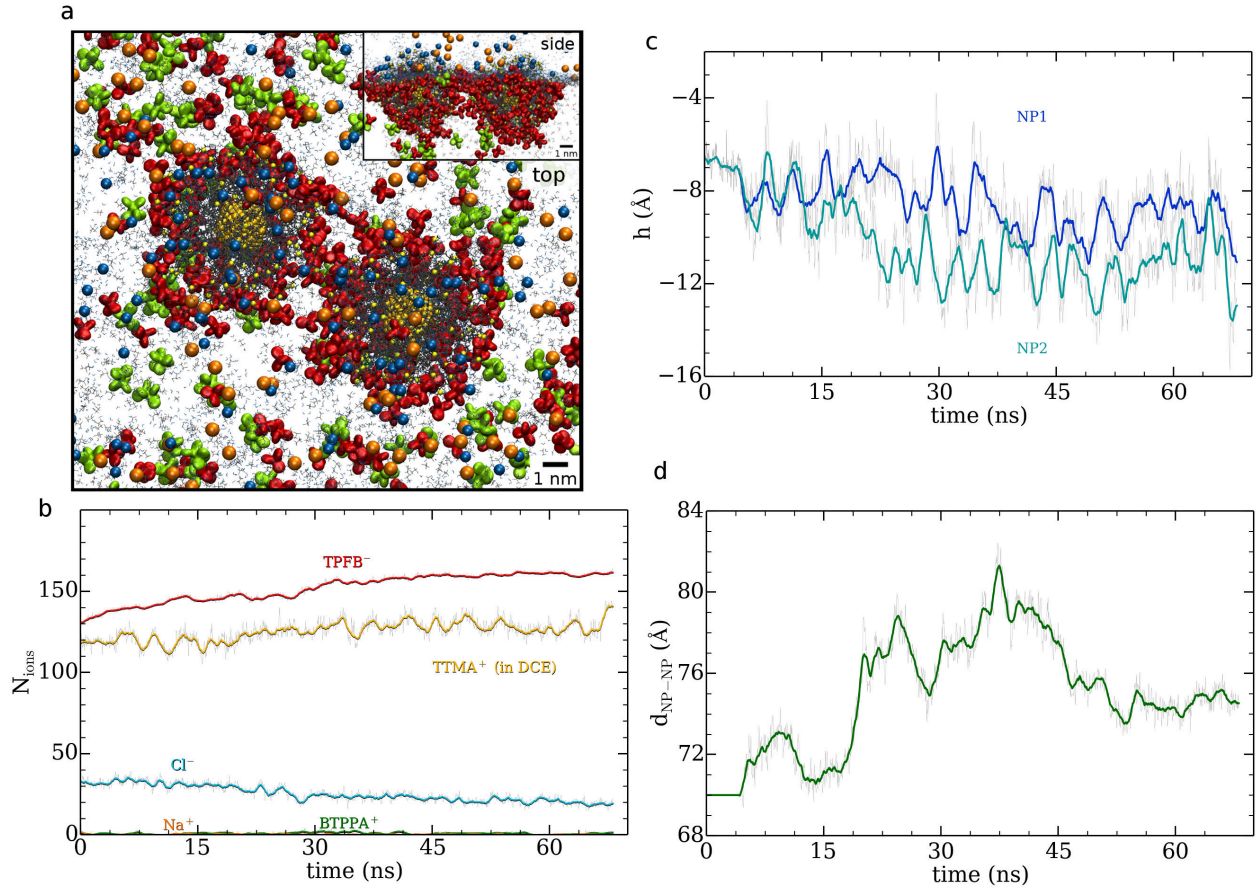 a
side
1 nm
top
1 nm
b
N_ions
150
100
50
0
TPFB⁻
TTMA⁺ (in DCE)
Cl⁻
Na⁺
BTPPA⁺
0 15 30 45 60
time (ns)
c
h (Å)
−4
−8
−12
−16
NP1
NP2
0 15 30 45 60
time (ns)
d
d_NP−NP (Å)
84
80
76
72
68
0 15 30 45 60
time (ns)